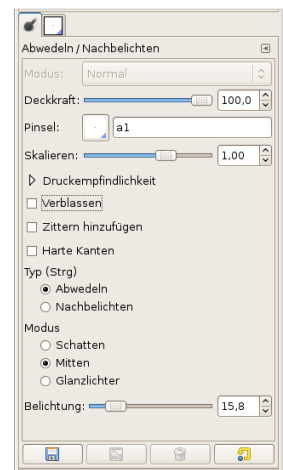 Abwedeln / Nachbelichten
Modus: Normal
Deckkraft: 100,0
Pinsel: a1
Skalieren: 1,00
Druckempfindlichkeit
Verblassen
Zittern hinzufügen
Harte Kanten
Typ (Strg)
Abwedeln
Nachbelichten
Modus
Schatten
Mitten
Glanzlichter
Belichtung: 15,8